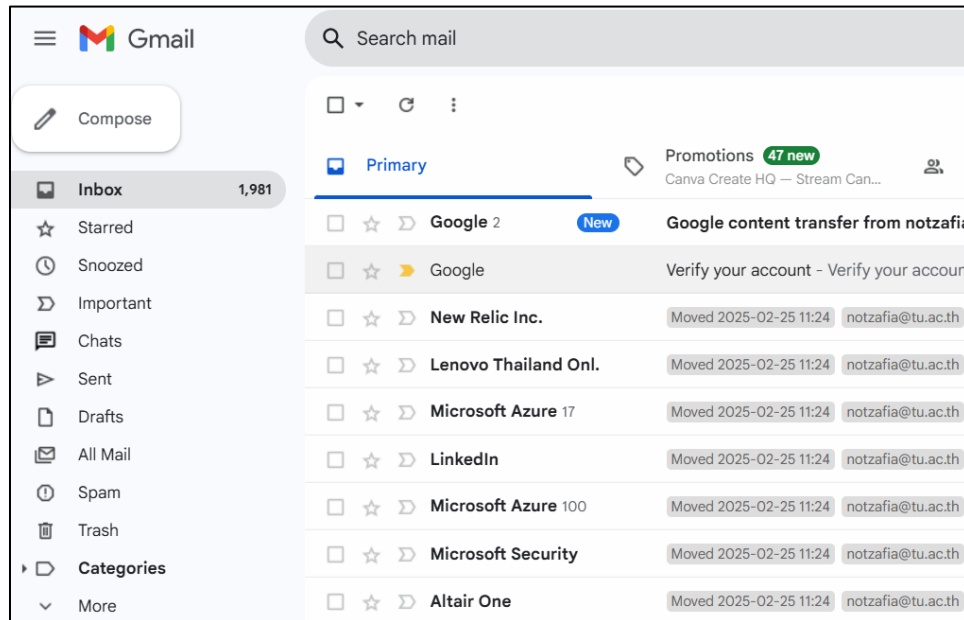 Gmail
Search mail
Compose
Primary
Promotions 47 new
Canva Create HQ — Stream Can...
Inbox 1,981
Starred
Snoozed
Important
Chats
Sent
Drafts
All Mail
Spam
Trash
Categories
More
Google 2 New Google content transfer from
Google Verify your account - Verify your
New Relic Inc. Moved 2025-02-25 11:24 notzafia@tu.ac.th
Lenovo Thailand Onl. Moved 2025-02-25 11:24 notzafia@tu.ac.th
Microsoft Azure 17 Moved 2025-02-25 11:24 notzafia@tu.ac.th
LinkedIn Moved 2025-02-25 11:24 notzafia@tu.ac.th
Microsoft Azure 100 Moved 2025-02-25 11:24 notzafia@tu.ac.th
Microsoft Security Moved 2025-02-25 11:24 notzafia@tu.ac.th
Altair One Moved 2025-02-25 11:24 notzafia@tu.ac.th